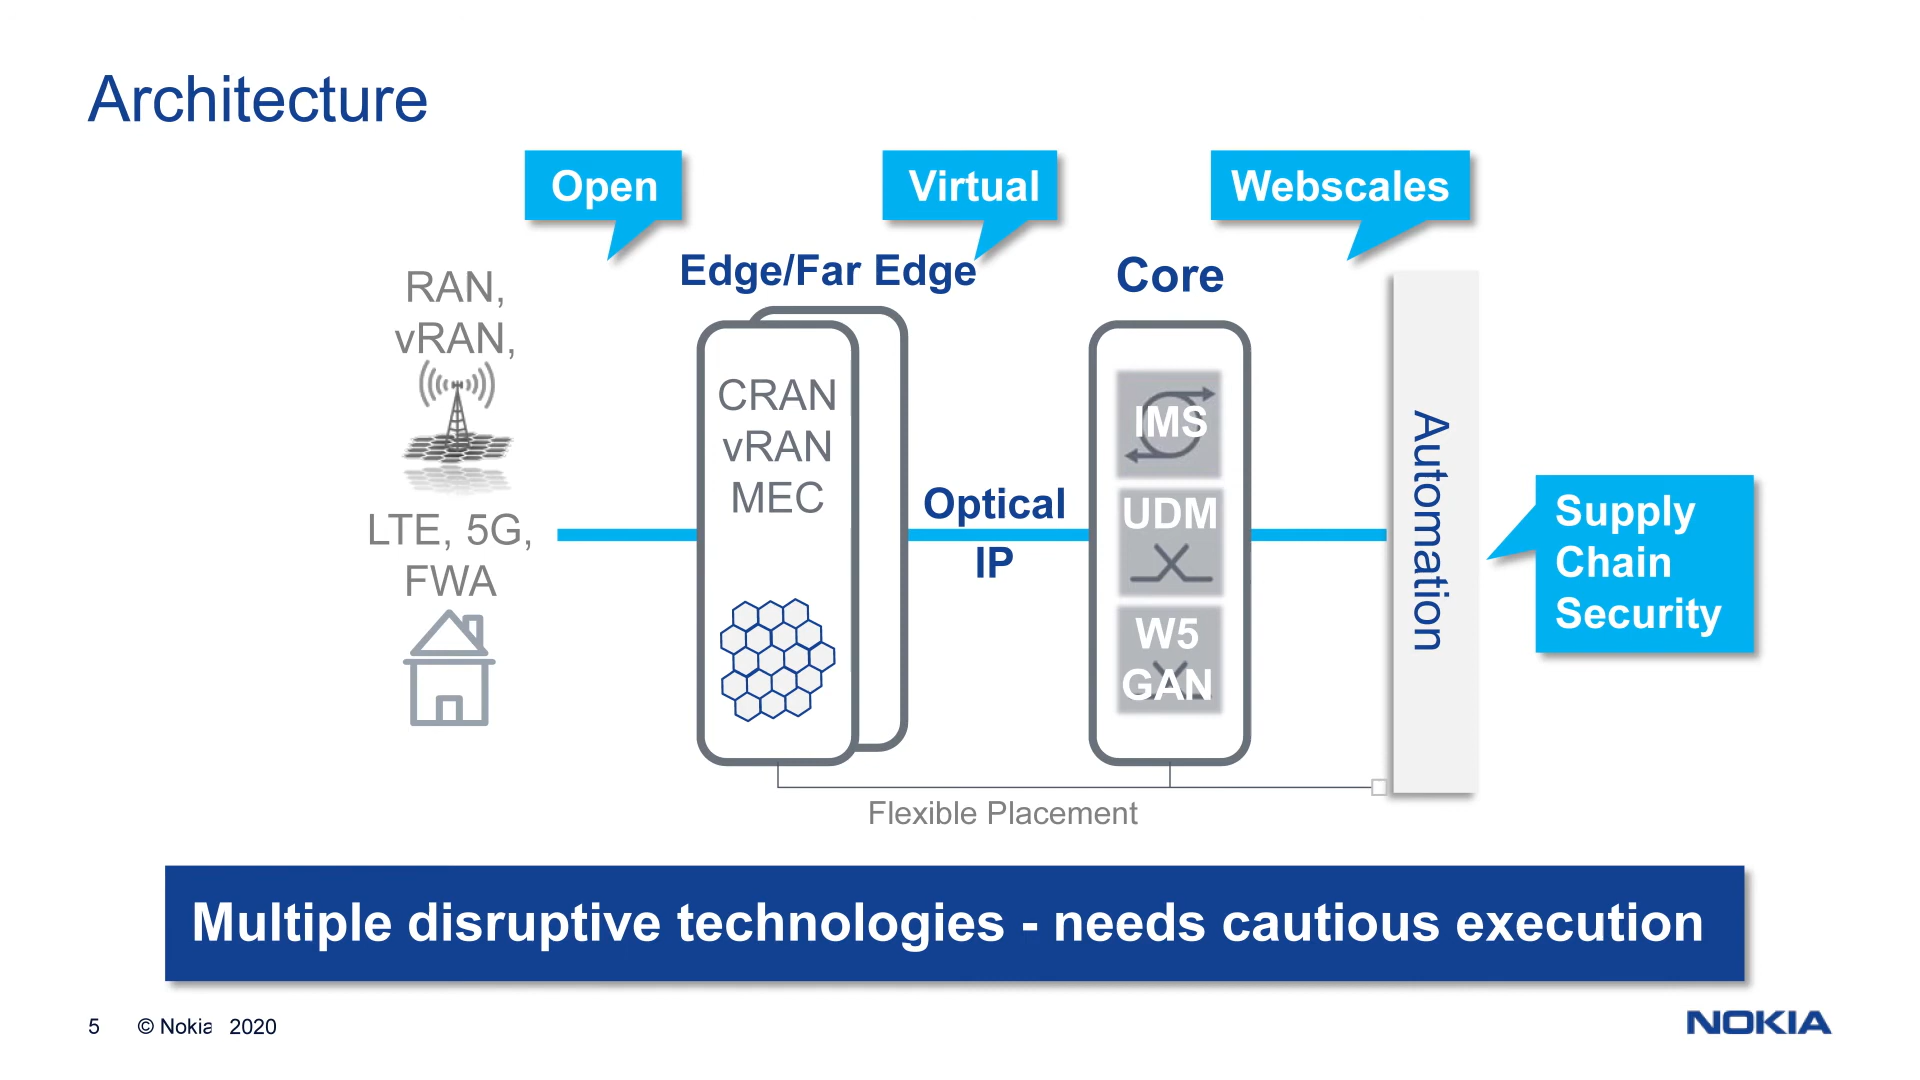 Architecture
Open
Virtual
Webscales
RAN,
vRAN,
LTE, 5G,
FWA
Edge/Far Edge
CRAN
vRAN
MEC
Optical
IP
Core
IMS
UDM
W5
GAN
Automation
Supply
Chain
Security
Flexible Placement
Multiple disruptive technologies - needs cautious execution
5 © Nokia 2020
NOKIA